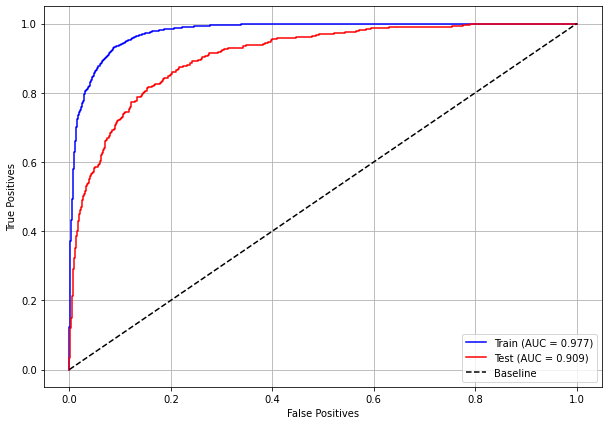 1.0
0.8
0.6
0.4
0.2
0.0
True Positives
0.0 0.2 0.4 0.6 0.8 1.0
False Positives
Train (AUC = 0.977)
Test (AUC = 0.909)
Baseline